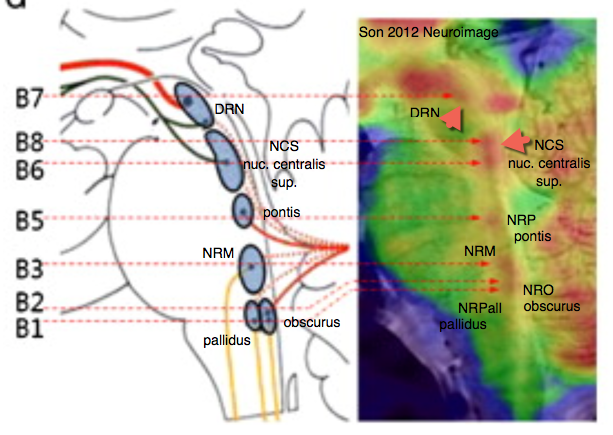 d
Son 2012 Neuroimage
B7
DRN
DRN
B8
NCS
nuc. centralis
sup.
NCS
nuc. centralis
sup.
B6
B5
pontis
NRP
pontis
NRM
NRM
B3
B2
B1
NRO
obscurus
NRPall
pallidus
obscurus
pallidus